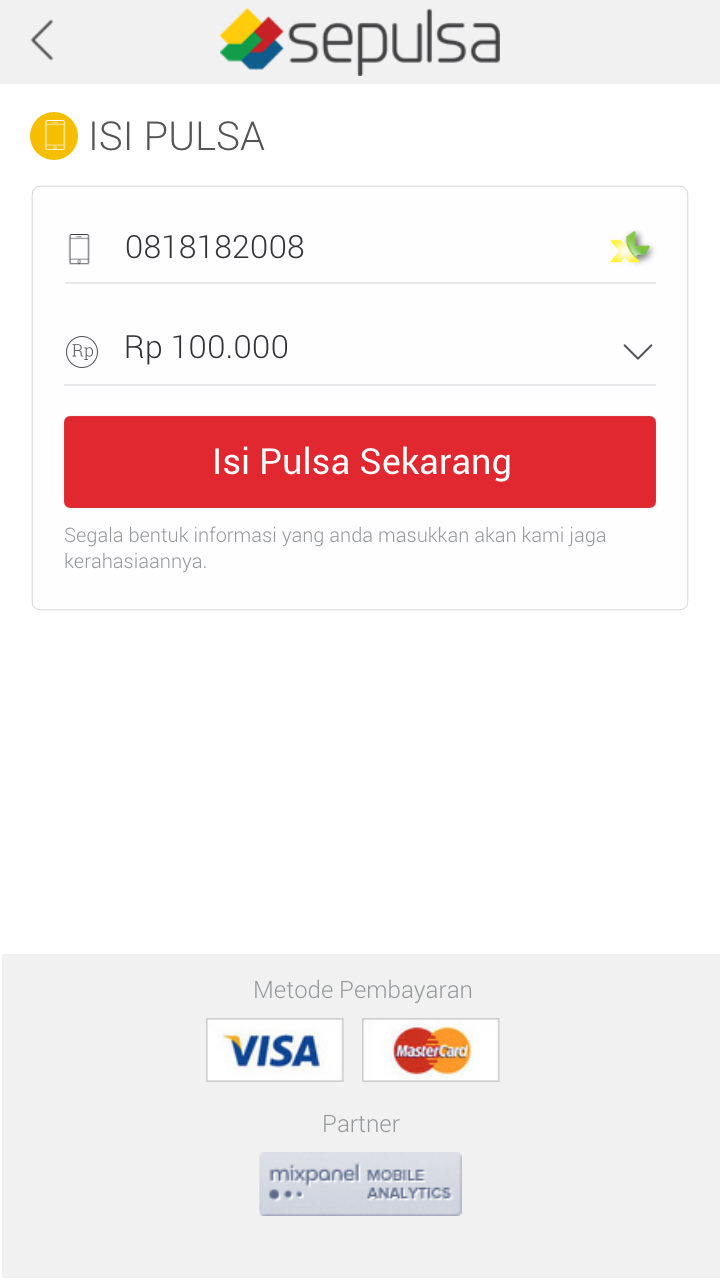 sepulsa
ISI PULSA
0818182008
XL
Rp
Rp 100.000
Isi Pulsa Sekarang
Segala bentuk informasi yang anda masukkan akan kami jaga
kerahasiaannya.
Metode Pembayaran
VISA
MasterCard
Partner
mixpanel MOBILE
ANALYTICS